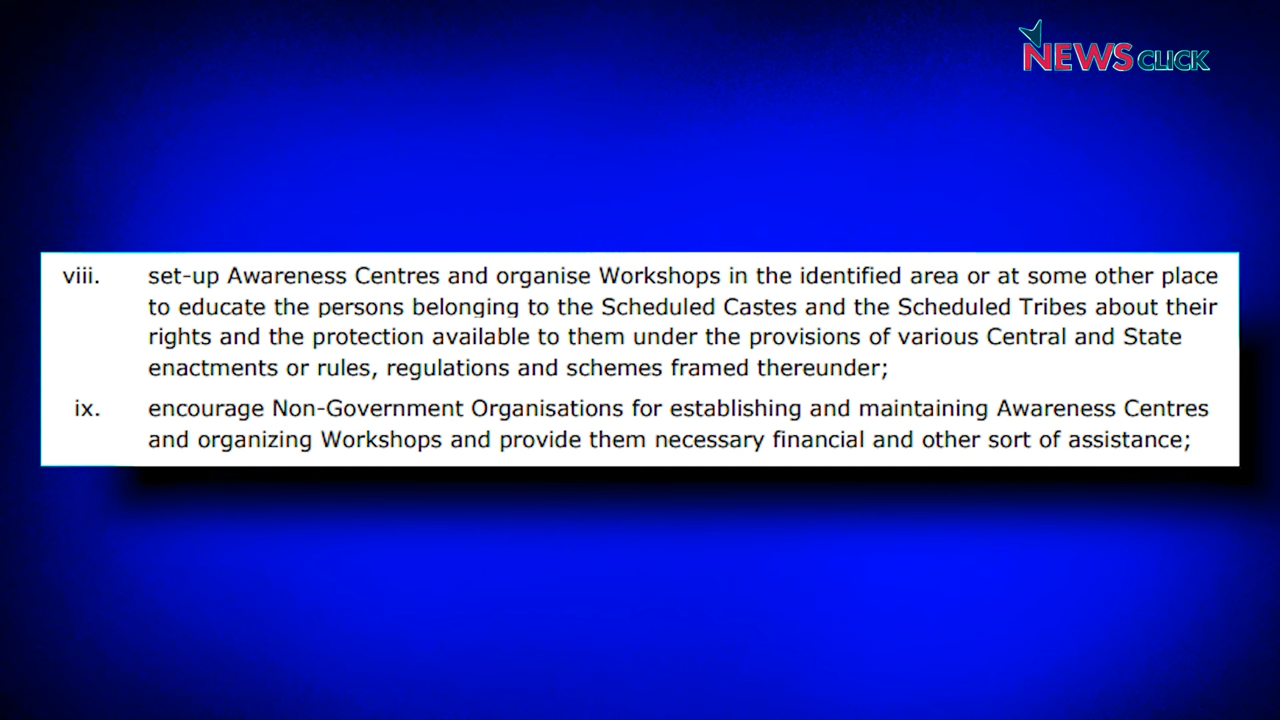 NEWSCLICK
viii. set-up Awareness Centres and organise Workshops in the identified area or at some other place
to educate the persons belonging to the Scheduled Castes and the Scheduled Tribes about their
rights and the protection available to them under the provisions of various Central and State
enactments or rules, regulations and schemes framed thereunder;
ix. encourage Non-Government Organisations for establishing and maintaining Awareness Centres
and organizing Workshops and provide them necessary financial and other sort of assistance;